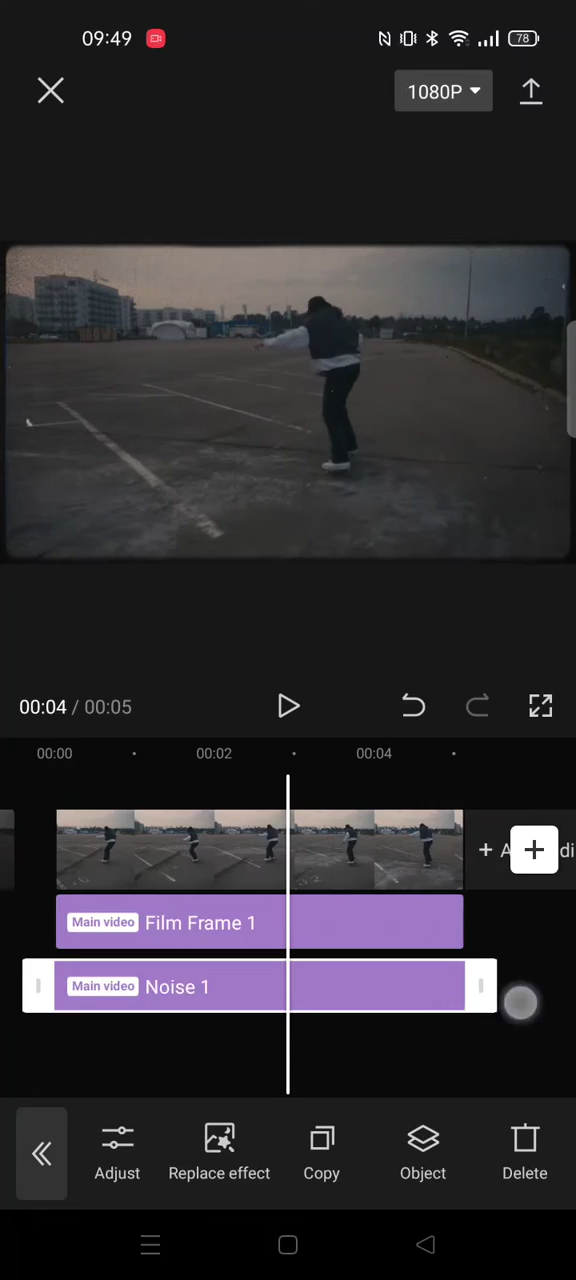 09:49
78
1080P
00:04 / 00:05
00:00
00:02
00:04
+ A
di
Main video Film Frame 1
Main video Noise 1
Adjust
Replace effect
Copy
Object
Delete